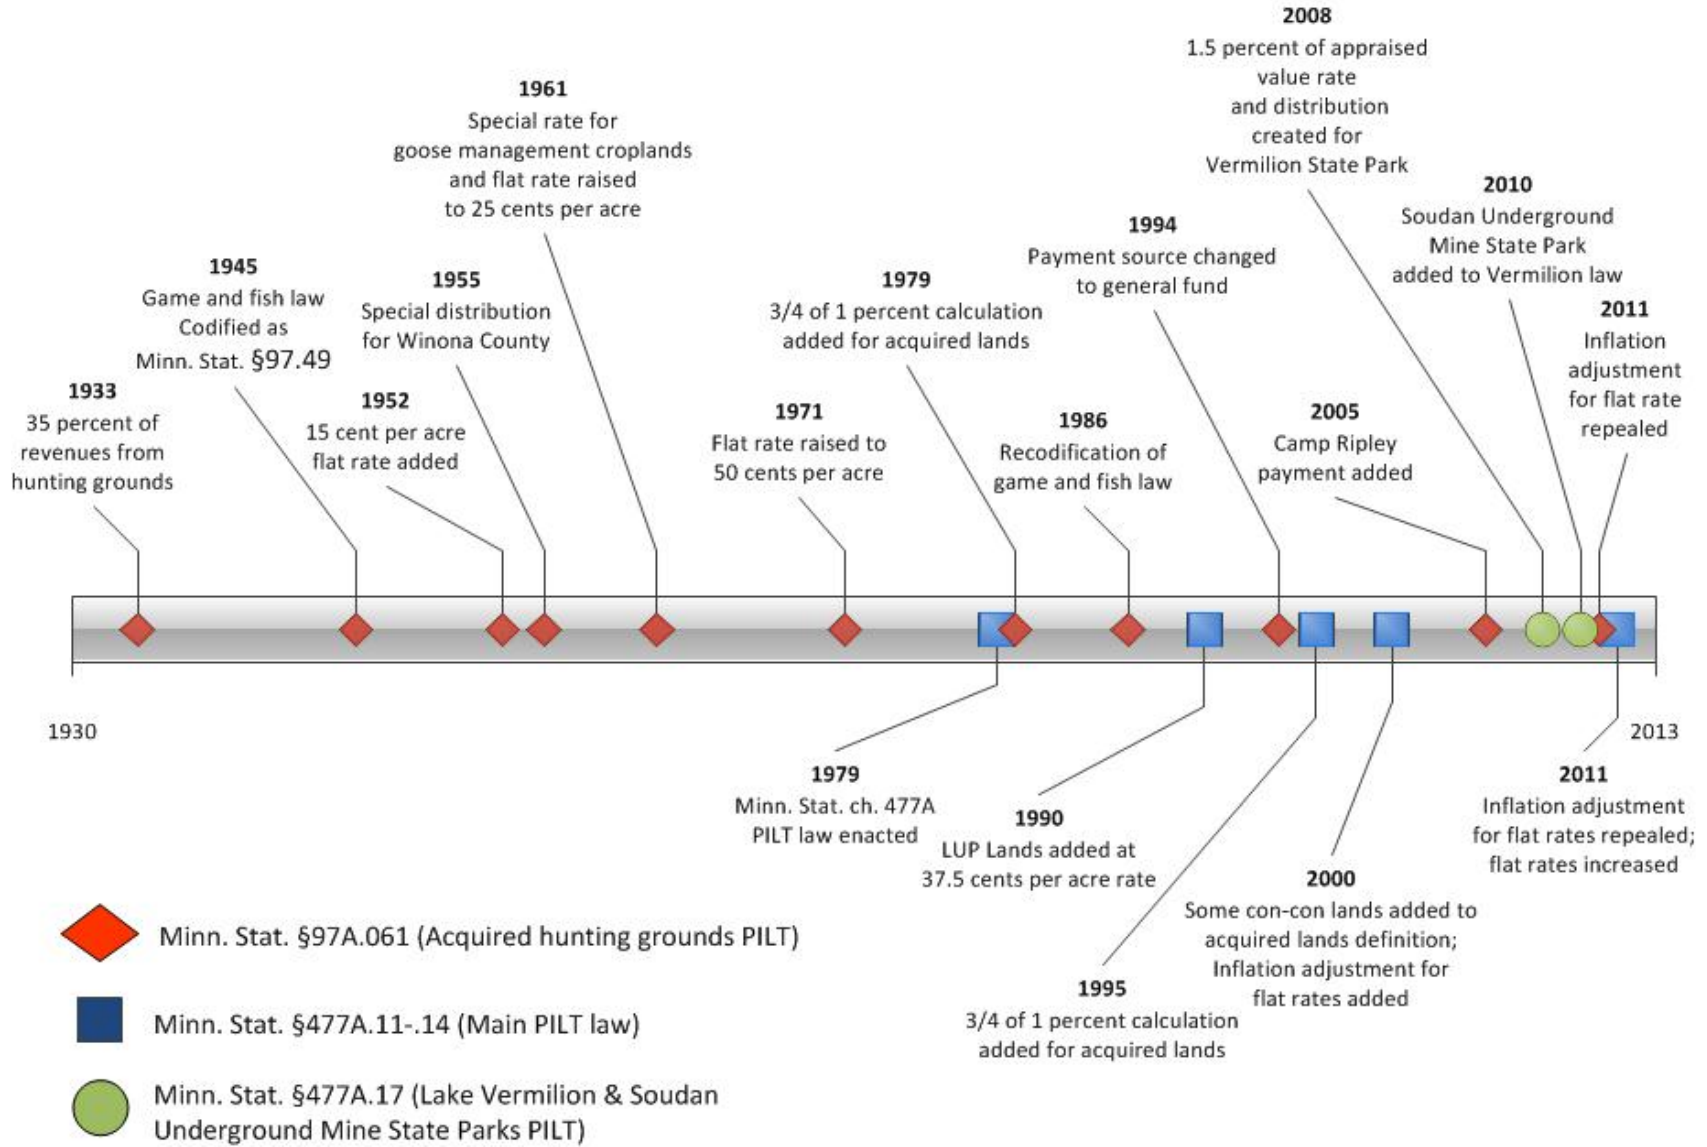 2008
1.5 percent of appraised
value rate
and distribution
created for
Vermilion State Park
1961
Special rate for
goose management croplands
and flat rate raised
to 25 cents per acre
2010
Soudan Underground
Mine State Park
added to Vermilion law
1994
Payment source changed
to general fund
1945
Game and fish law
Codified as
Minn. Stat. §97.49
1955
Special distribution
for Winona County
1979
3/4 of 1 percent calculation
added for acquired lands
2011
Inflation
adjustment
for flat rate
repealed
1933
35 percent of
revenues from
hunting grounds
1952
15 cent per acre
flat rate added
1971
Flat rate raised to
50 cents per acre
1986
Recodification of
game and fish law
2005
Camp Ripley
payment added
1930
2013
1979
Minn. Stat. ch. 477A
PILT law enacted
1990
LUP Lands added at
37.5 cents per acre rate
2011
Inflation adjustment
for flat rates repealed;
flat rates increased
2000
Some con-con lands added to
acquired lands definition;
Inflation adjustment for
flat rates added
1995
3/4 of 1 percent calculation
added for acquired lands
Minn. Stat. §97A.061 (Acquired hunting grounds PILT)
Minn. Stat. §477A.11-.14 (Main PILT law)
Minn. Stat. §477A.17 (Lake Vermilion & Soudan
Underground Mine State Parks PILT)